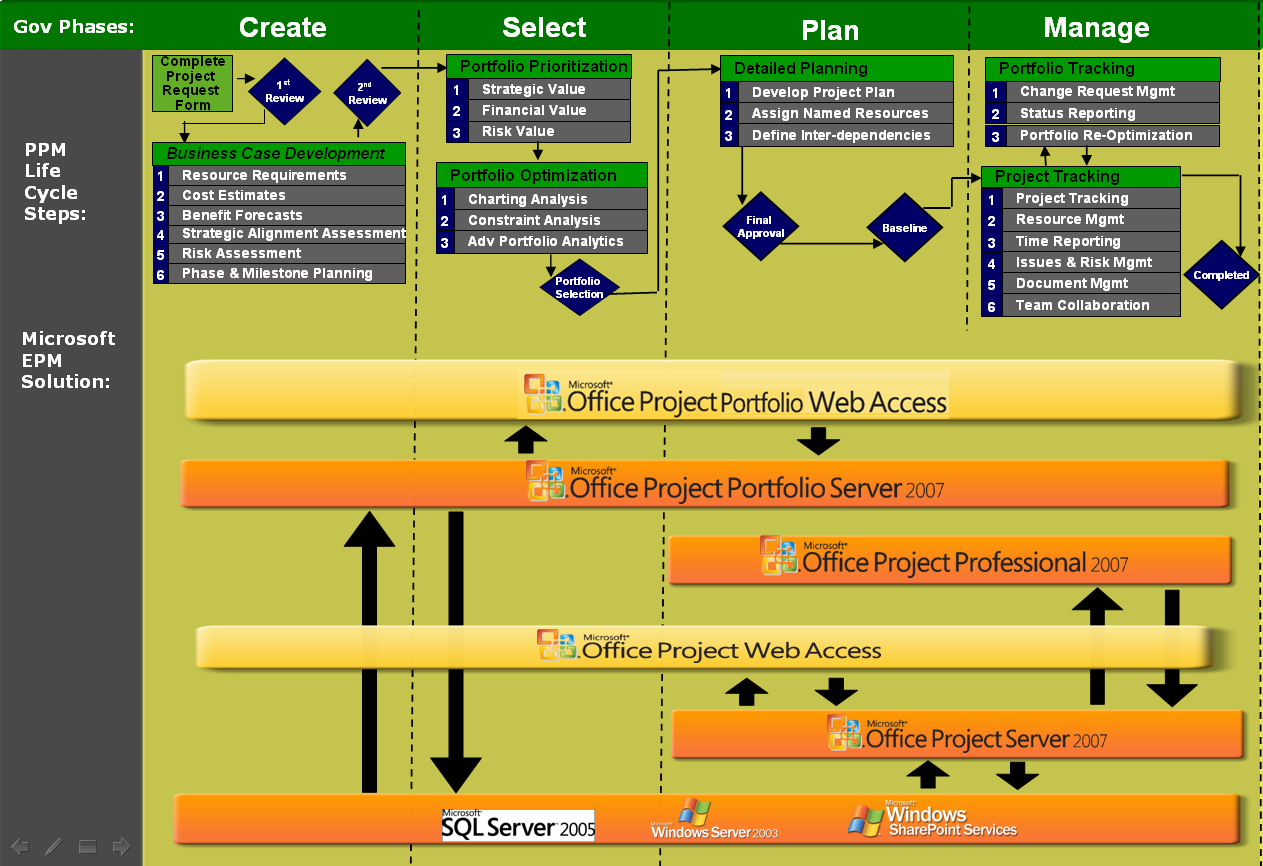 Gov Phases:
Create
Select
Plan
Manage
PPM
Life
Cycle
Steps:
Complete
Project
Request
Form
1st
Review
2nd
Review
Business Case Development
1 Resource Requirements
2 Cost Estimates
3 Benefit Forecasts
4 Strategic Alignment Assessment
5 Risk Assessment
6 Phase & Milestone Planning
Portfolio Prioritization
1 Strategic Value
2 Financial Value
3 Risk Value
Portfolio Optimization
1 Charting Analysis
2 Constraint Analysis
3 Adv Portfolio Analytics
Portfolio
Selection
Detailed Planning
1 Develop Project Plan
2 Assign Named Resources
3 Define Inter-dependencies
Final
Approval
Baseline
Portfolio Tracking
1 Change Request Mgmt
2 Status Reporting
3 Portfolio Re-Optimization
Project Tracking
1 Project Tracking
2 Resource Mgmt
3 Time Reporting
4 Issues & Risk Mgmt
5 Document Mgmt
6 Team Collaboration
Completed
Microsoft
EPM
Solution:
Microsoft®
Office Project Portfolio Web Access
Microsoft®
Office Project Portfolio Server 2007
Microsoft®
Office Project Professional 2007
Microsoft®
Office Project Web Access
Microsoft®
Office Project Server 2007
Microsoft®
SQL Server™ 2005
Microsoft®
Windows Server 2003
Microsoft®
Windows
SharePoint Services